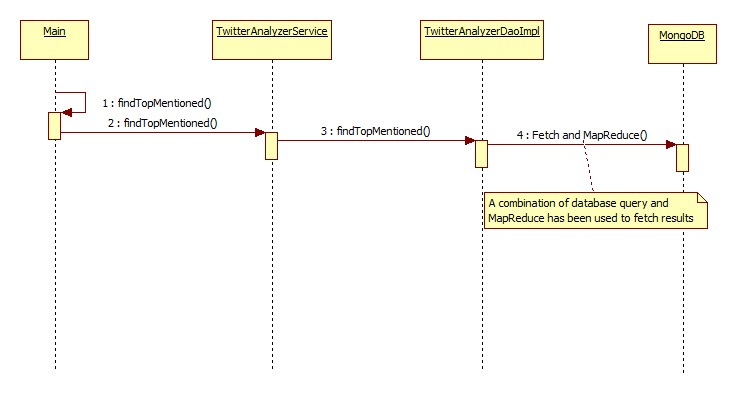 Main
TwitterAnalyzerService
TwitterAnalyzerDaoImpl
MongoDB
1 : findTopMentioned()
2 : findTopMentioned()
3 : findTopMentioned()
4 : Fetch and MapReduce()
A combination of database query and
MapReduce has been used to fetch results